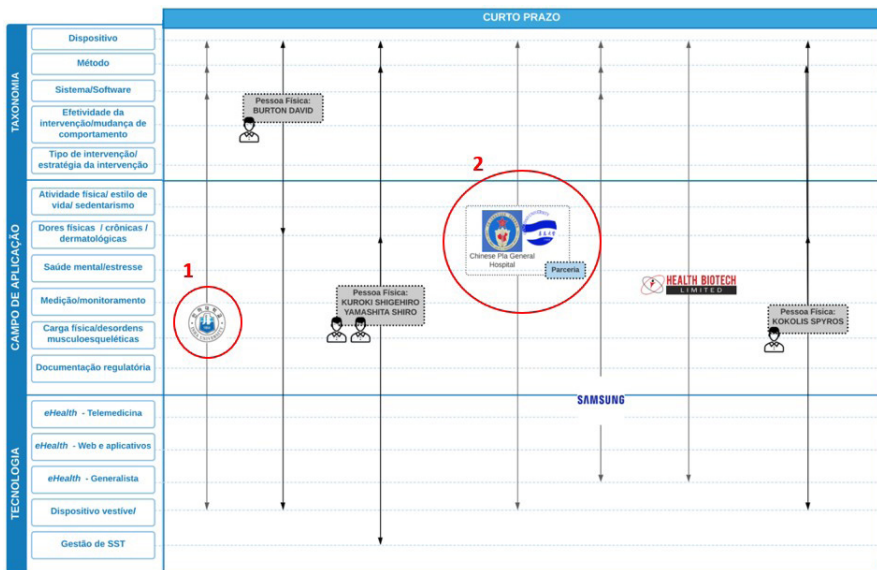 CURTO PRAZO
TAXONOMIA
Dispositivo
Método
Sistema/Software
Efetividade da
intervenção/mudança de
comportamento
Tipo de intervenção/
estratégia da intervenção
CAMPO DE APLICAÇÃO
Atividade física/ estilo de
vida/ sedentarismo
Dores físicas / crônicas /
dermatológicas
Saúde mental/estresse
Medição/monitoramento
Carga física/desordens
musculoesqueléticas
Documentação regulatória
TECNOLOGIA
eHealth - Telemedicina
eHealth - Web e aplicativos
eHealth - Generalista
Dispositivo vestível/
Gestão de SST
1
Pessoa Física:
BURTON DAVID
Pessoa Física:
KUROKI SHIGEHIRO
YAMASHITA SHIRO
2
Chinese Pla General
Hospital
Parceria
SAMSUNG
HEALTH BIOTECH
LIMITED
Pessoa Física:
KOKOLIS SPYROS